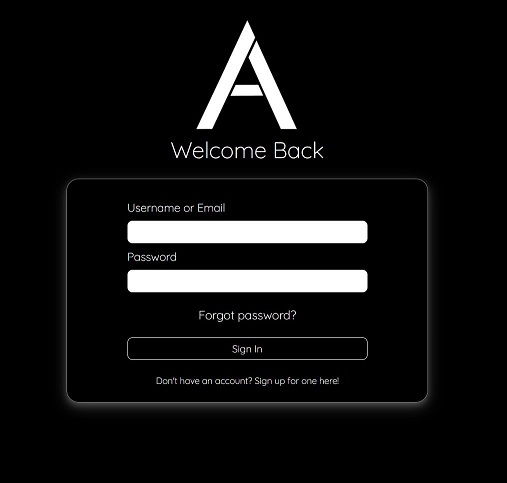 A
Welcome Back
Username or Email
Password
Forgot password?
Sign In
Don't have an account? Sign up for one here!